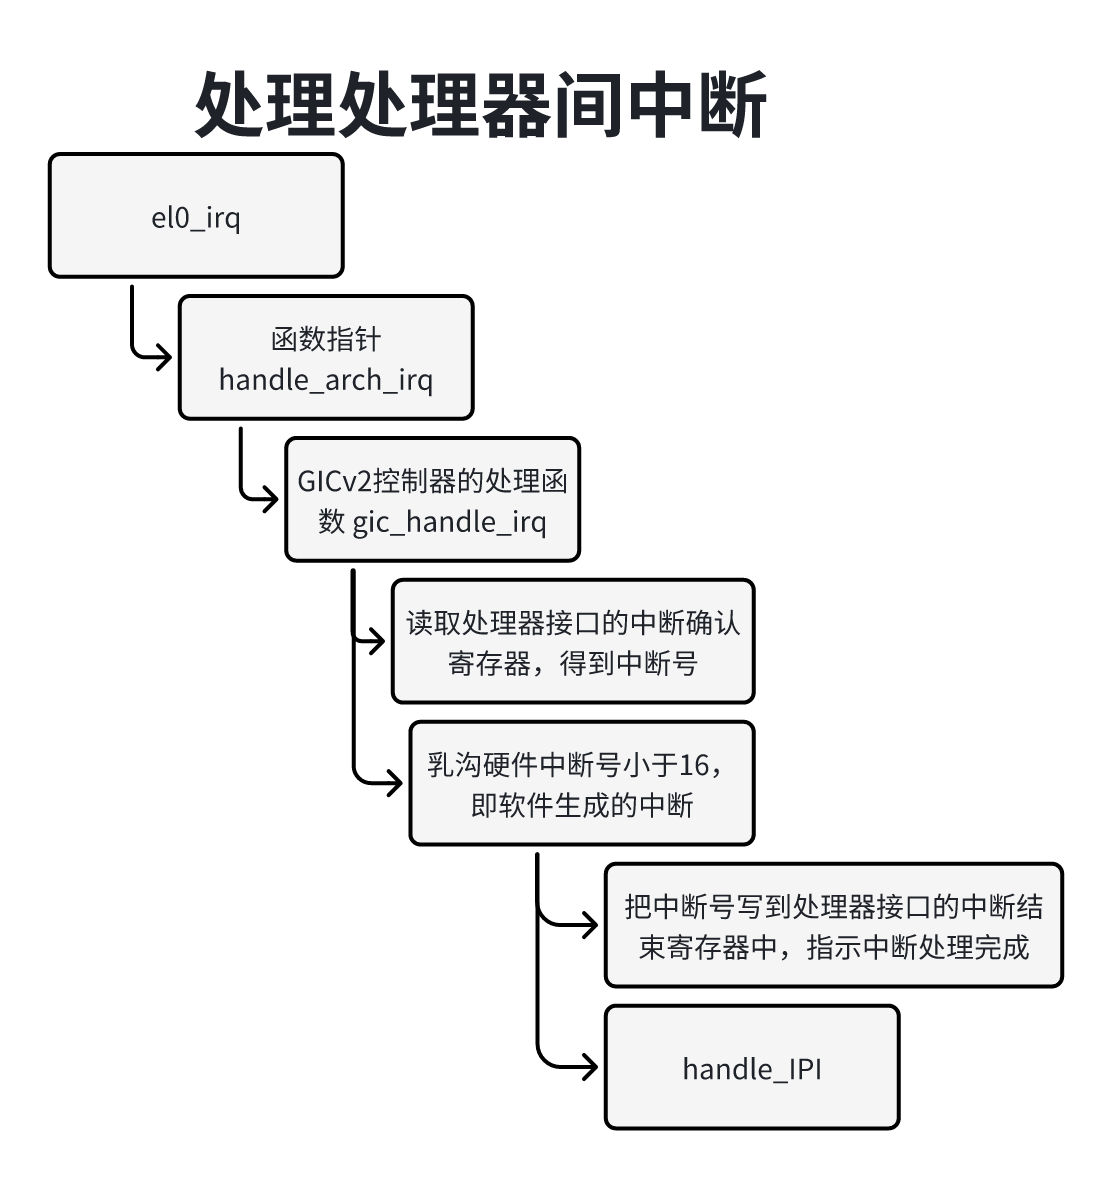 处理处理器间中断
el0_irq
函数指针
handle_arch_irq
GICv2控制器的处理函
数 gic_handle_irq
读取处理器接口的中断确认
寄存器，得到中断号
乳沟硬件中断号小于16，
即软件生成的中断
把中断号写到处理器接口的中断结
束寄存器中，指示中断处理完成
handle_IPI